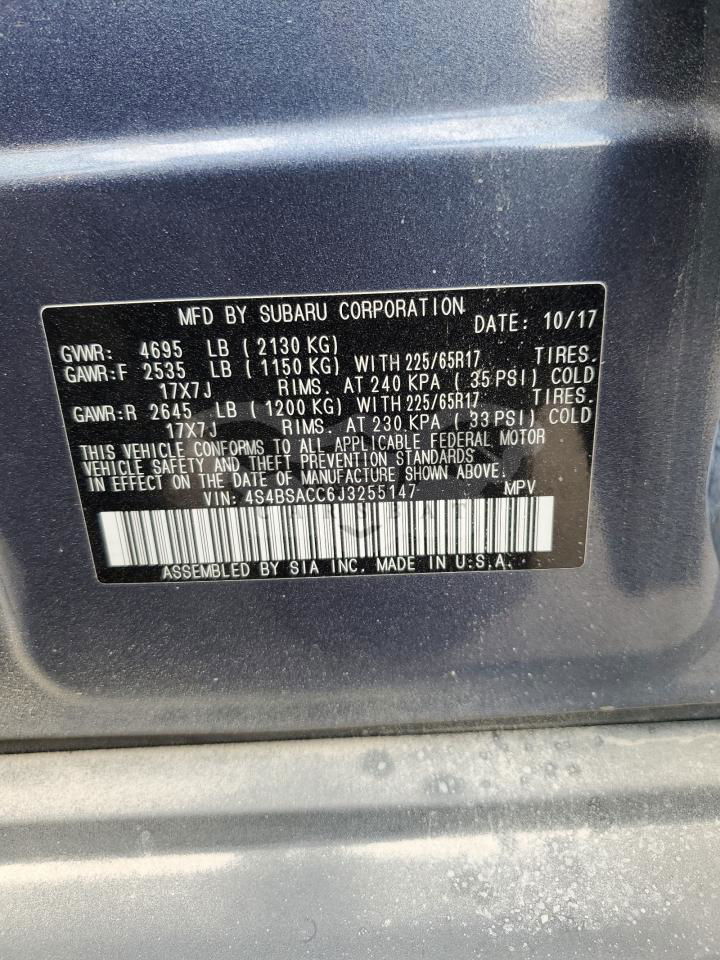 MFD BY SUBARU CORPORATION
DATE: 10/17
GVWR: 4695 LB ( 2130 KG)
GAWR:F 2535 LB ( 1150 KG) WITH 225/65R17 TIRES.
17X7J RIMS. AT 240 KPA ( 35 PSI) COLD
GAWR:R 2645 LB ( 1200 KG) WITH 225/65R17 TIRES.
17X7J RIMS. AT 230 KPA ( 33 PSI) COLD
THIS VEHICLE CONFORMS TO ALL APPLICABLE FEDERAL MOTOR
VEHICLE SAFETY AND THEFT PREVENTION STANDARDS
IN EFFECT ON THE DATE OF MANUFACTURE SHOWN ABOVE.
VIN: 4S4BSACC6J3255147 MPV
ASSEMBLED BY SIA INC. MADE IN U.S.A.